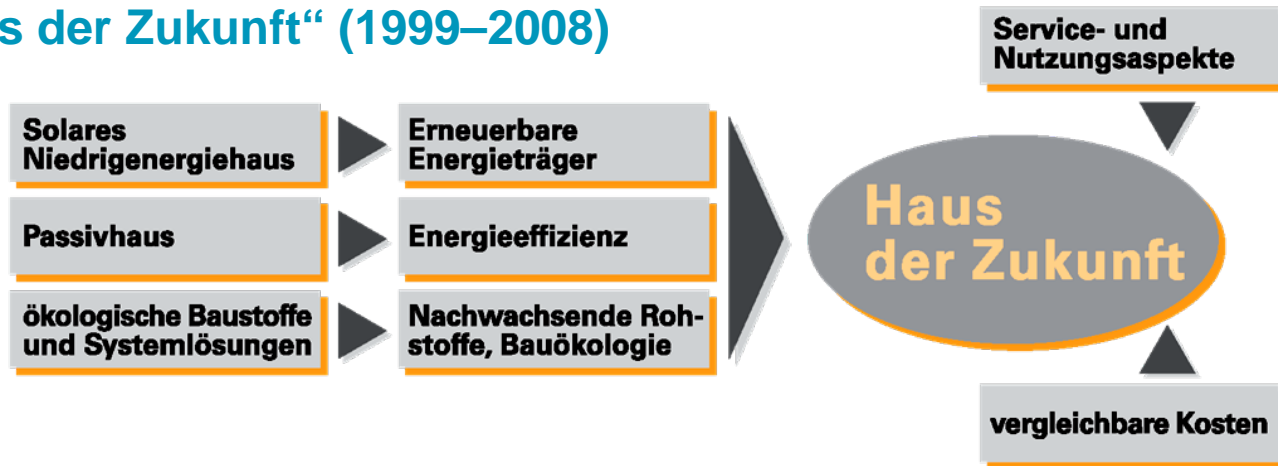 s der Zukunft“ (1999–2008)
Service- und
Nutzungsaspekte
Solares
Niedrigenergiehaus
Erneuerbare
Energieträger
Passivhaus
Energieeffizienz
Haus
der Zukunft
ökologische Baustoffe
und Systemlösungen
Nachwachsende Roh-
stoffe, Bauökologie
vergleichbare Kosten